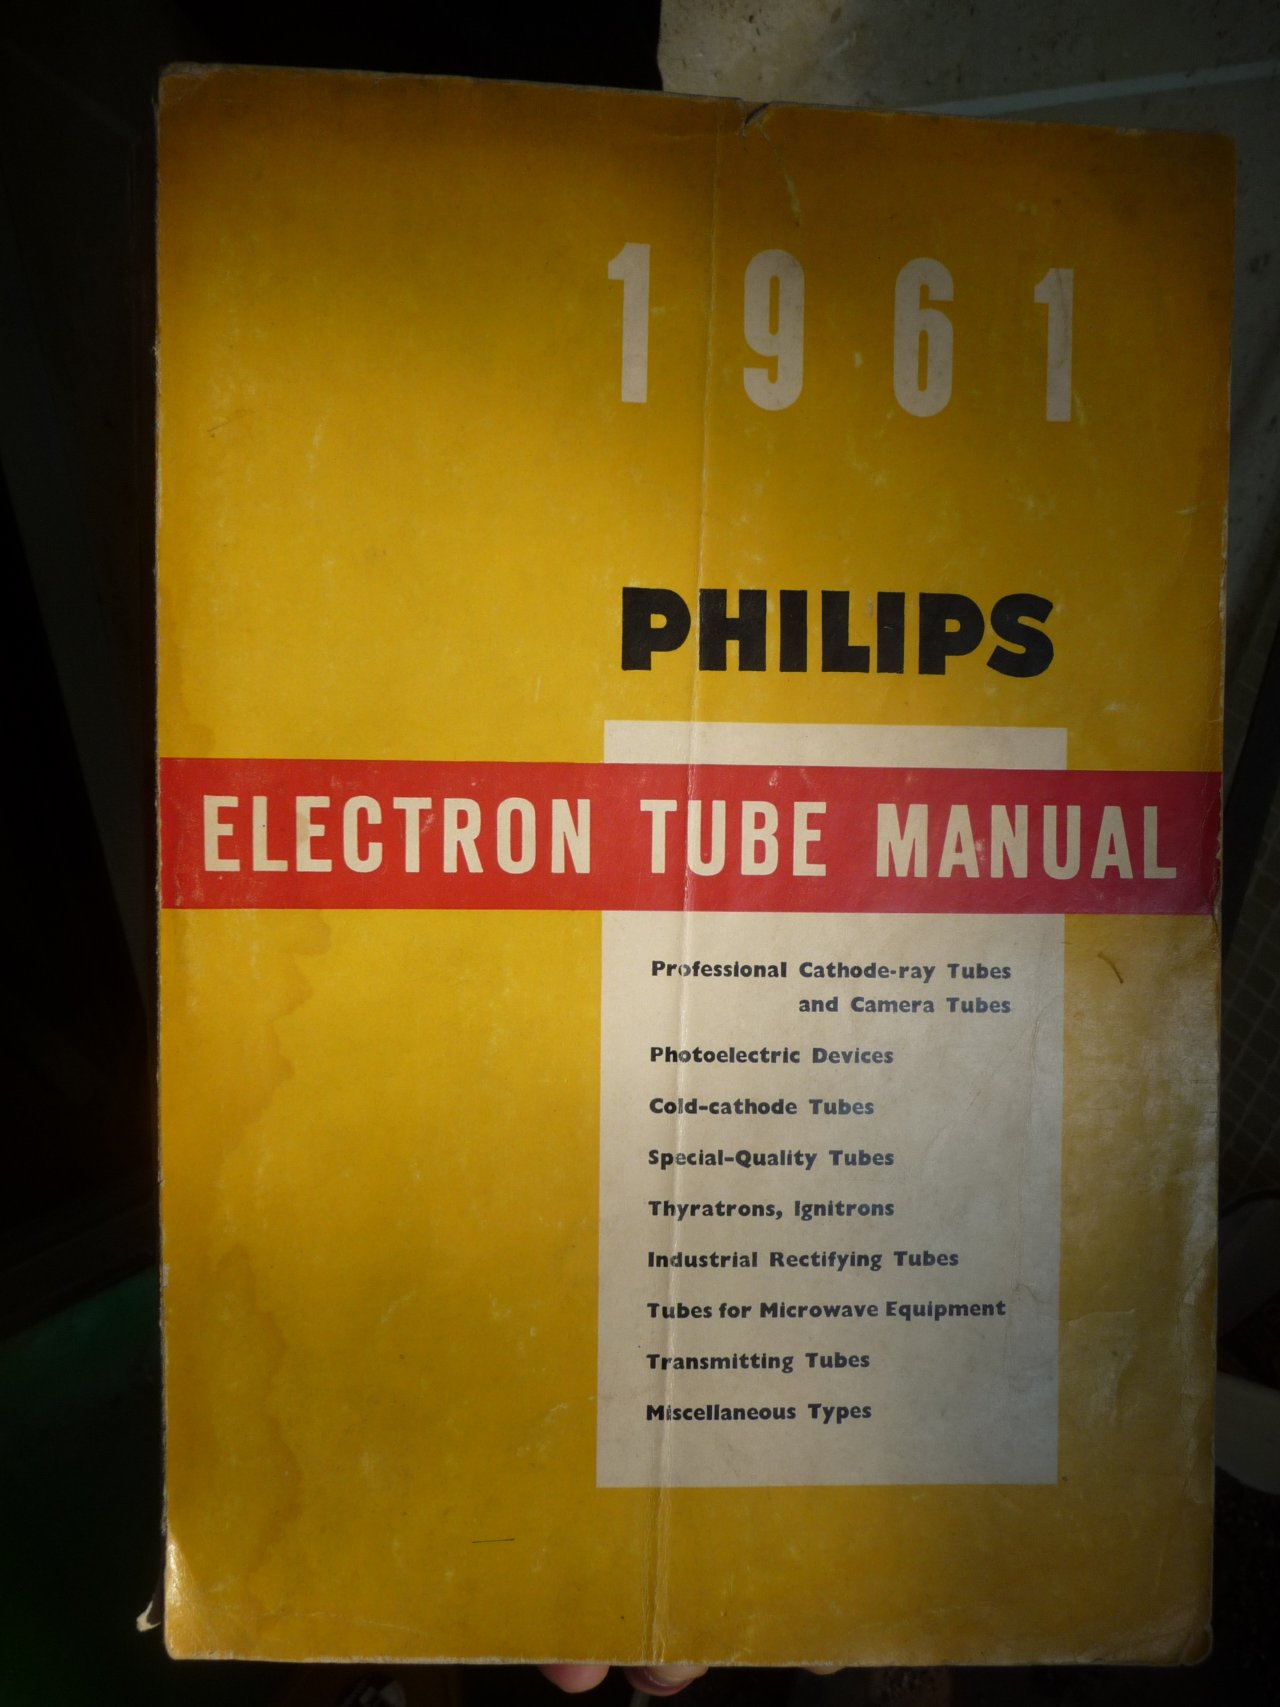 1961
PHILIPS
ELECTRON TUBE MANUAL
Professional Cathode-ray Tubes
and Camera Tubes
Photoelectric Devices
Cold-cathode Tubes
Special-Quality Tubes
Thyratrons, Ignitrons
Industrial Rectifying Tubes
Tubes for Microwave Equipment
Transmitting Tubes
Miscellaneous Types